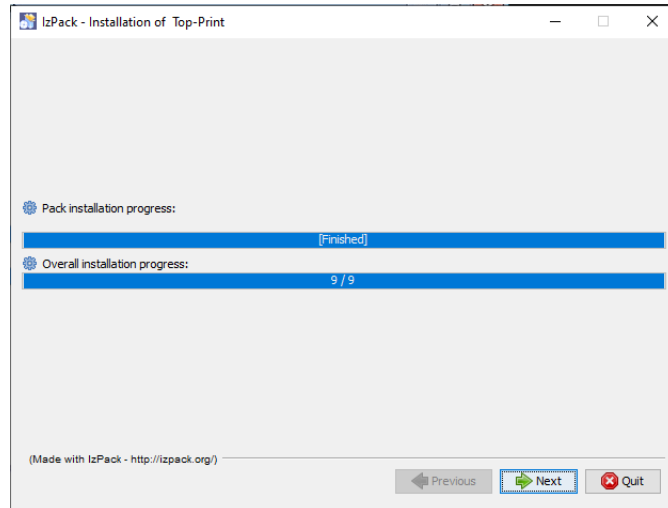 IzPack - Installation of  Top-Print
Pack installation progress:
[Finished]
Overall installation progress:
9 / 9
(Made with IzPack - http://izpack.org/)
Previous
Next
Quit